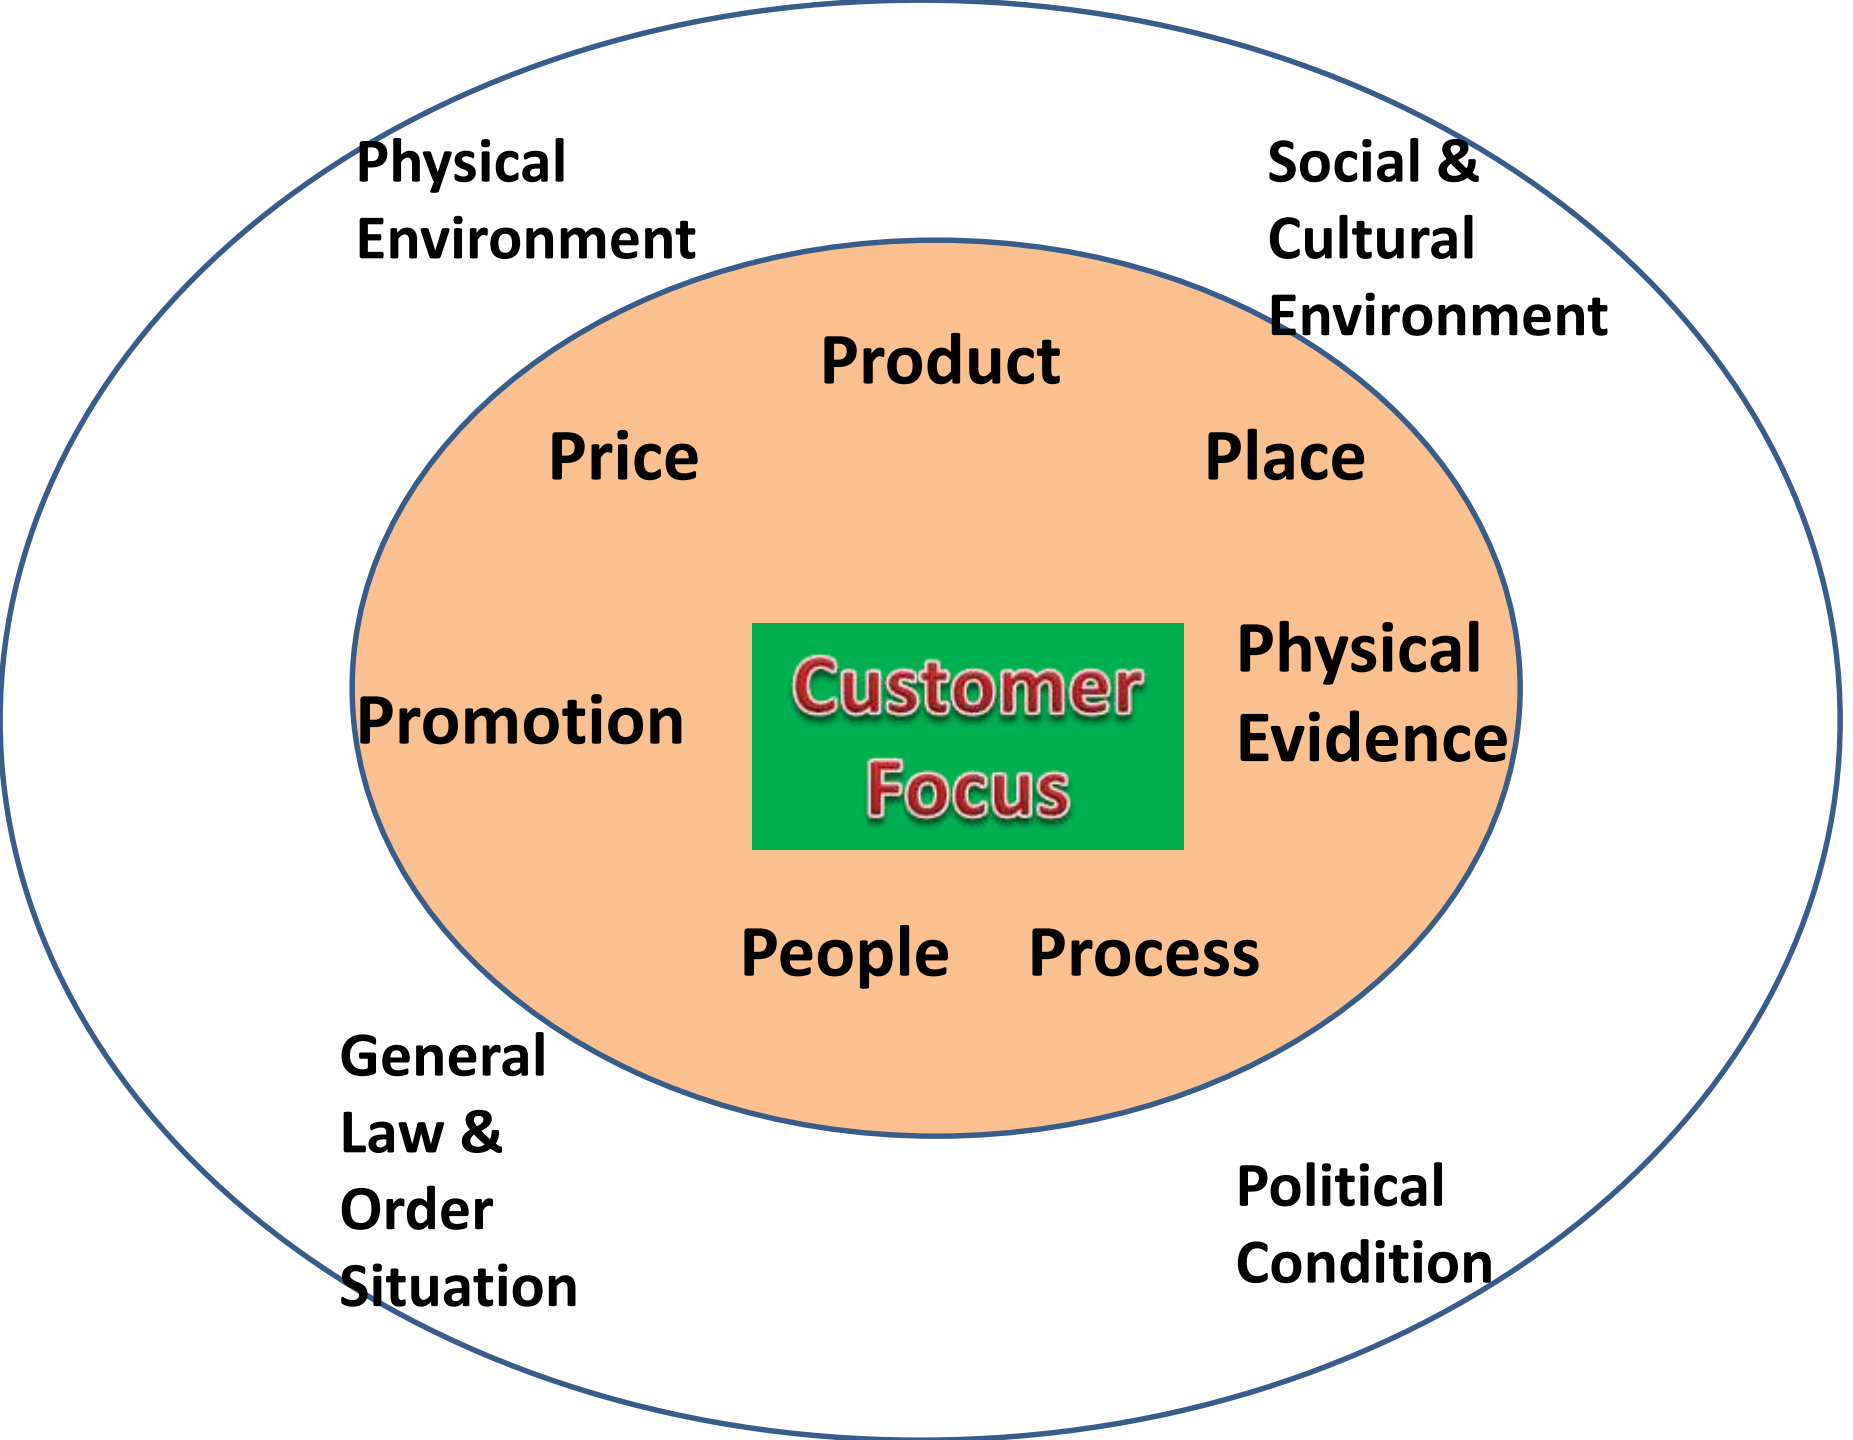 Physical
Environment
Social &
Cultural
Environment
Product
Price
Place
Promotion
Customer
Focus
Physical
Evidence
People
Process
General
Law &
Order
Situation
Political
Condition